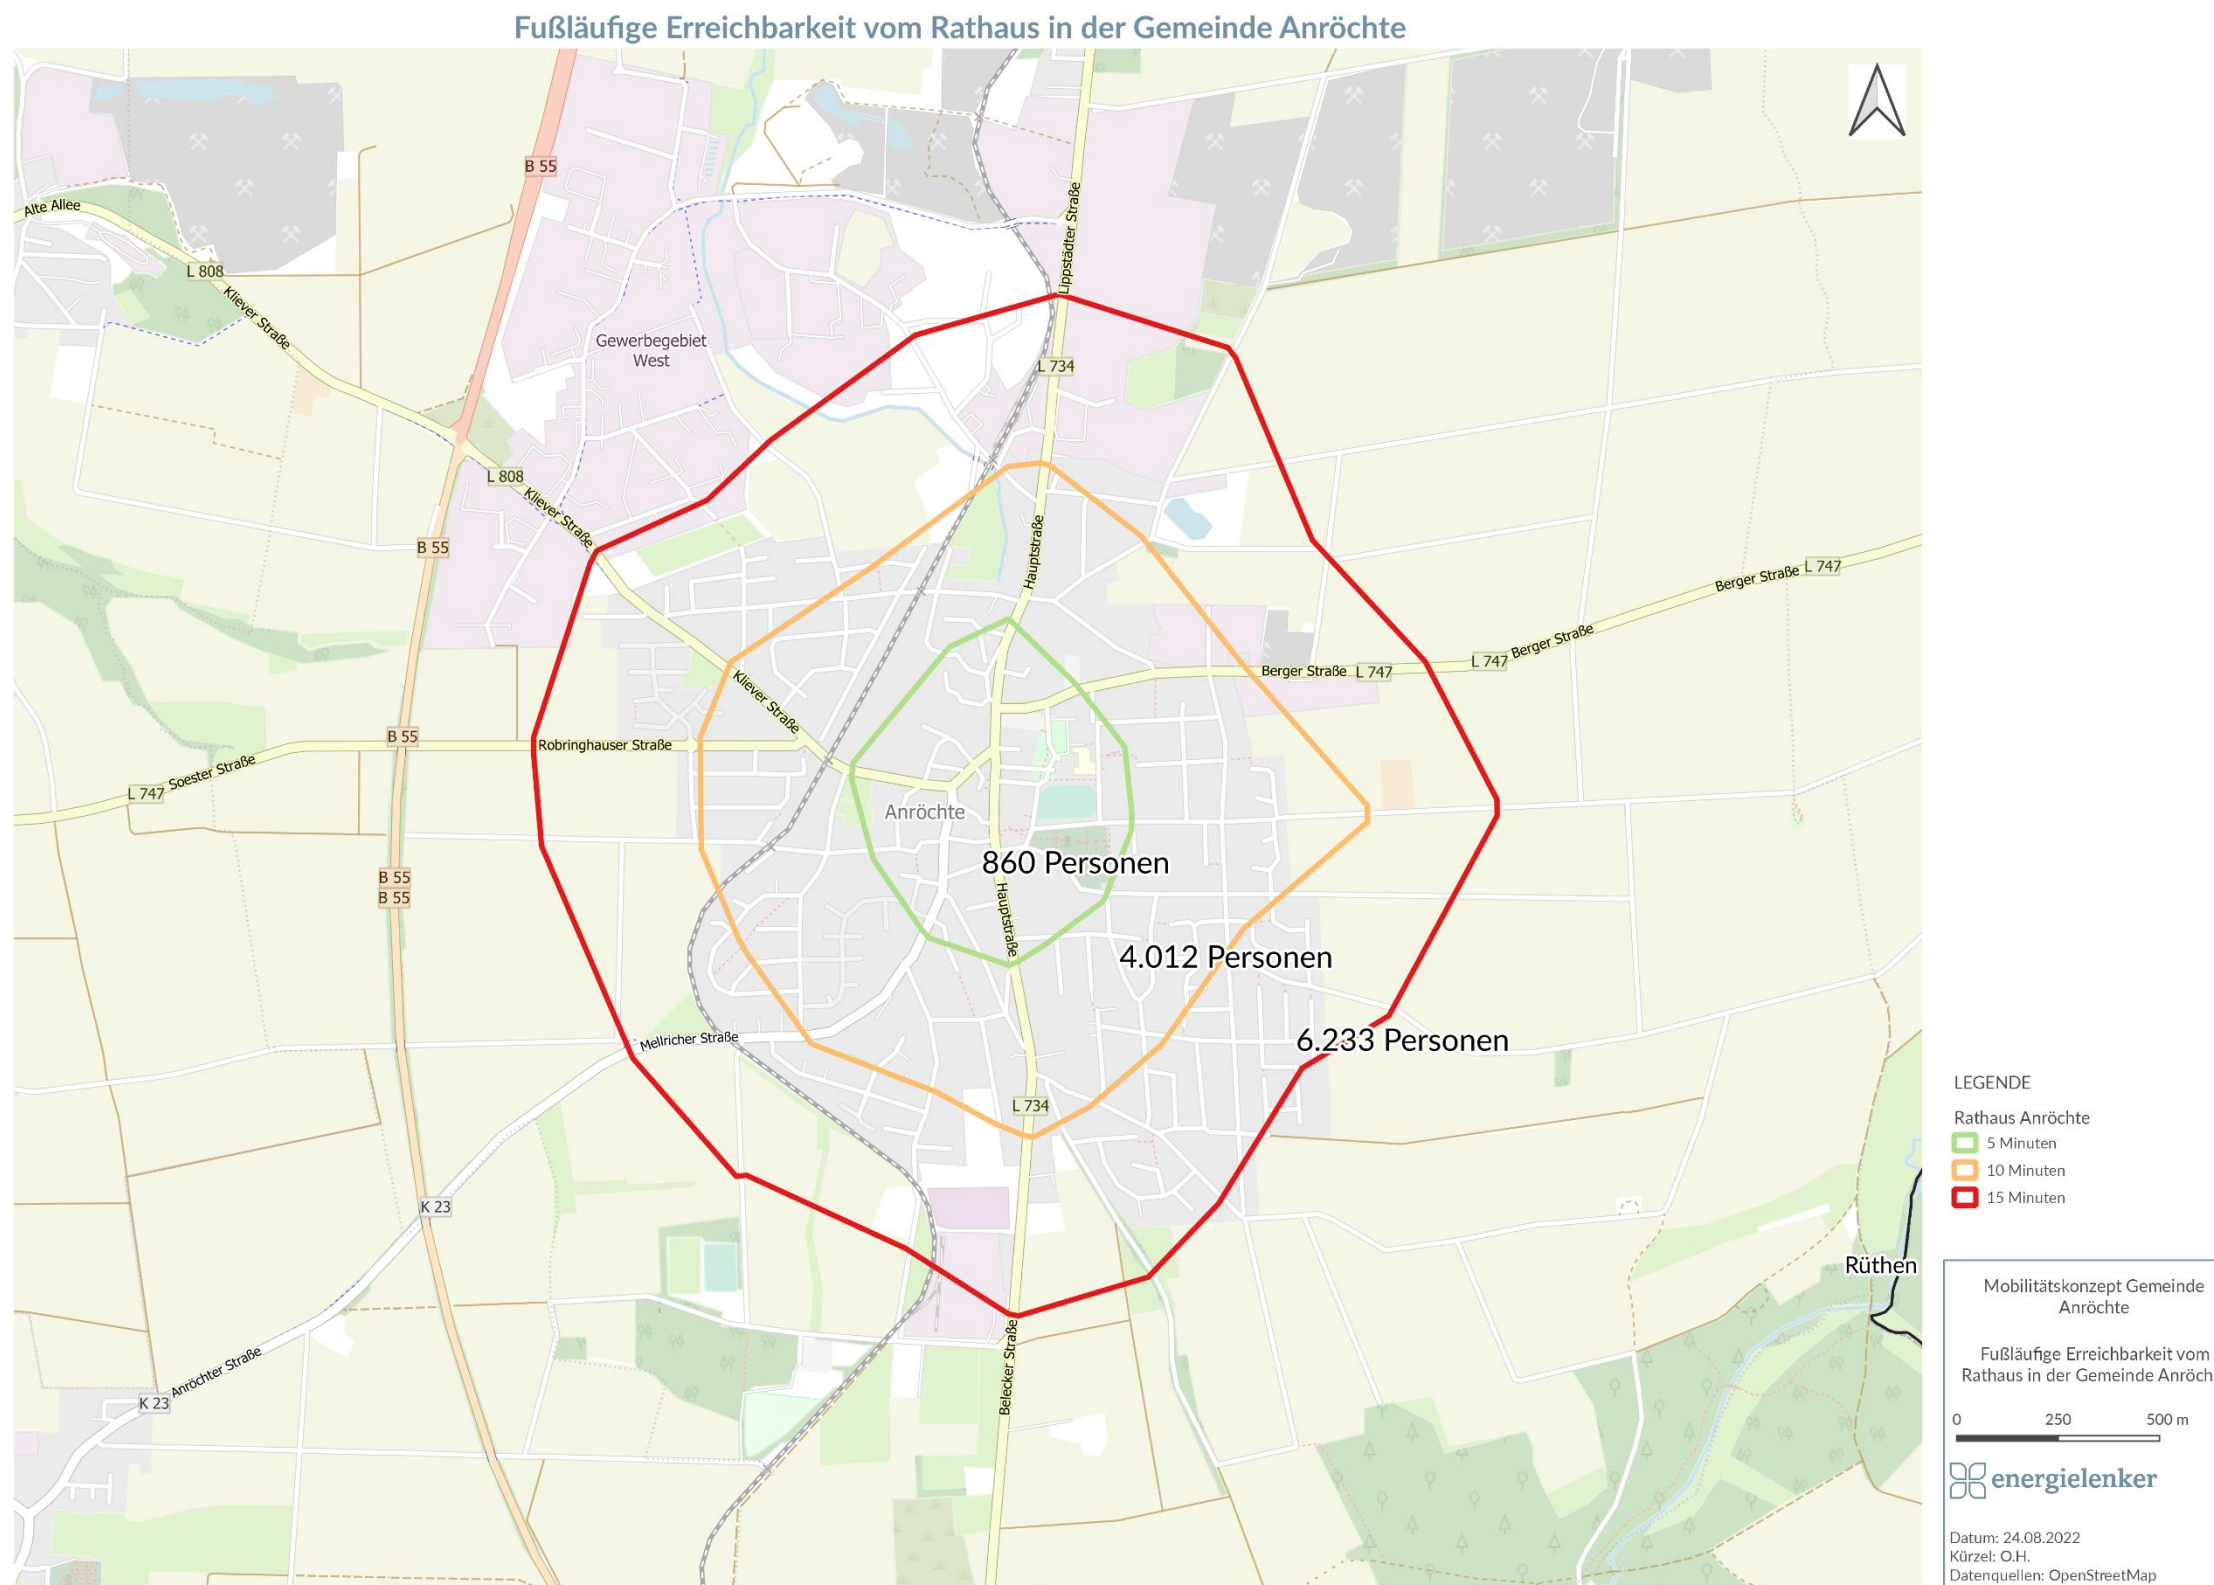 Fußläufige Erreichbarkeit vom Rathaus in der Gemeinde Anröchte
B 55
Alte Allee
L 808
Kliever Straße
Lippstädter Straße
Gewerbegebiet
West
L 734
L 808
Kliever Straße
B 55
Hauptstraße
Berger Straße
L 747
Berger Straße
L 747
Berger Straße
L 747
Kliever Straße
B 55
Robringhauser Straße
Soester Straße
L 747
Anröchte
860 Personen
B 55
B 55
Hauptstraße
4.012 Personen
6.233 Personen
Mellricher Straße
L 734
K 23
Rüthen
Belecker Straße
Anröchter Straße
K 23
LEGENDE
Rathaus Anröchte
5 Minuten
10 Minuten
15 Minuten
Mobilitätskonzept Gemeinde
Anröchte
Fußläufige Erreichbarkeit vom
Rathaus in der Gemeinde Anröch
0 250 500 m
energielenker
Datum: 24.08.2022
Kürzel: O.H.
Datenquellen: OpenStreetMap